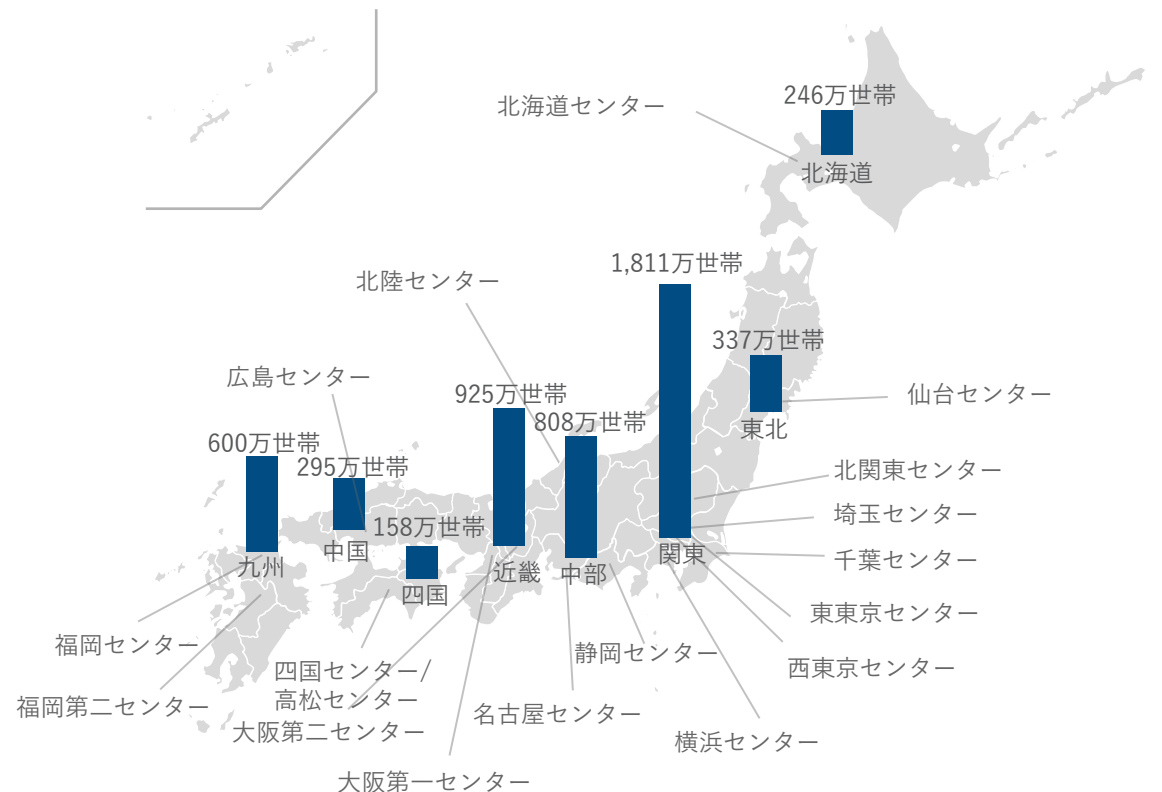 246万世帯
北海道センター
北海道
1,811万世帯
北陸センター
337万世帯
広島センター
925万世帯
仙台センター
808万世帯
東北
600万世帯
295万世帯
北関東センター
埼玉センター
158万世帯
中国
関東
千葉センター
九州
近畿
中部
四国
東東京センター
福岡センター
静岡センター
西東京センター
四国センター/
高松センター
福岡第二センター
名古屋センター
大阪第二センター
横浜センター
大阪第一センター